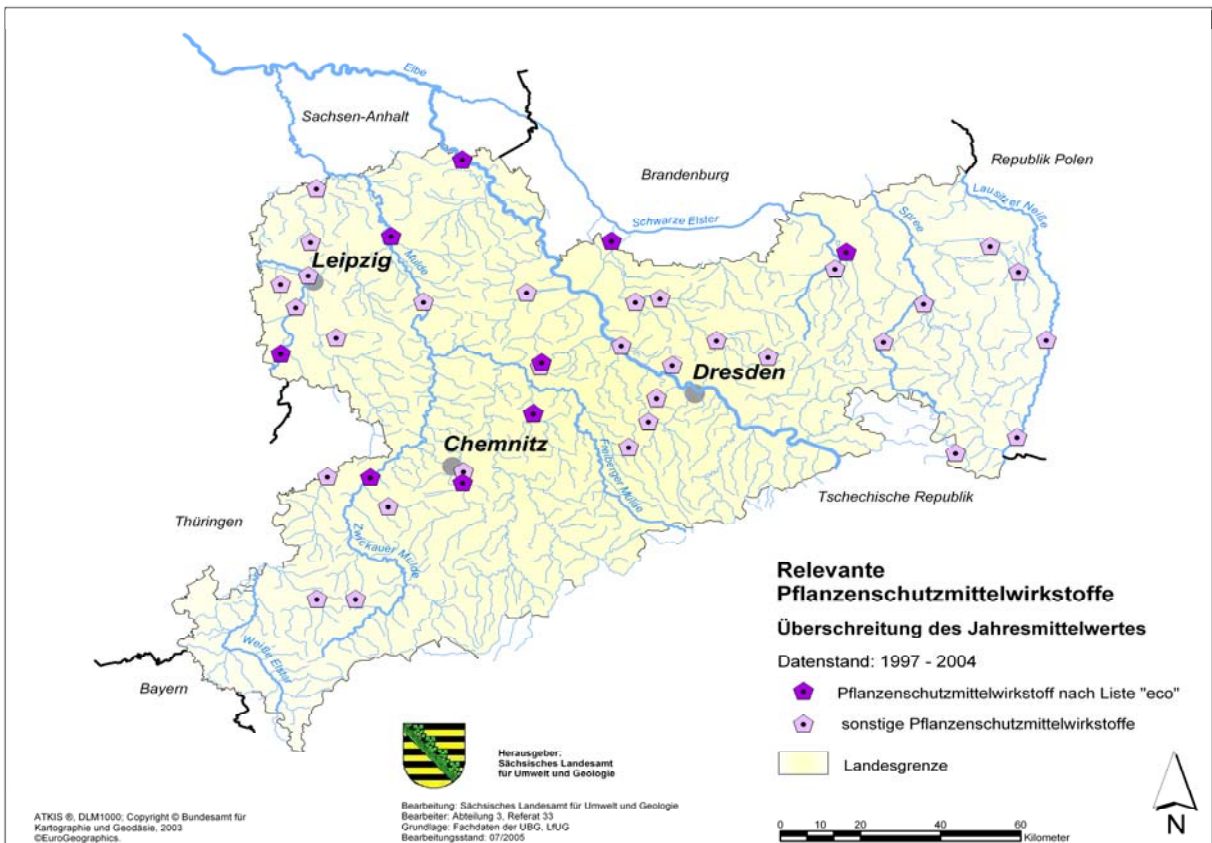 Elbe
Sachsen-Anhalt
Brandenburg
Republik Polen
Lausitzer Neiße
Schwarze Elster
Spree
Leipzig
Mulde
Dresden
Chemnitz
Freiberger Mulde
Tschechische Republik
Thüringen
Zwickauer Mulde
Weiße Elster
Bayern
Relevante
Pflanzenschutzmittelwirkstoffe
Überschreitung des Jahresmittelwertes
Datenstand: 1997 - 2004
Pflanzenschutzmittelwirkstoff nach Liste "eco"
sonstige Pflanzenschutzmittelwirkstoffe
Landesgrenze
Herausgeber:
Sächsisches Landesamt
für Umwelt und Geologie
ATKIS ®, DLM1000; Copyright © Bundesamt für
Kartographie und Geodäsie, 2003
©EuroGeographics.
Bearbeitung: Sächsisches Landesamt für Umwelt und Geologie
Bearbeiter: Abteilung 3, Referat 33
Grundlage: Fachdaten der UBG, LfUG
Bearbeitungsstand: 07/2005
0 10 20 40 60
Kilometer
N